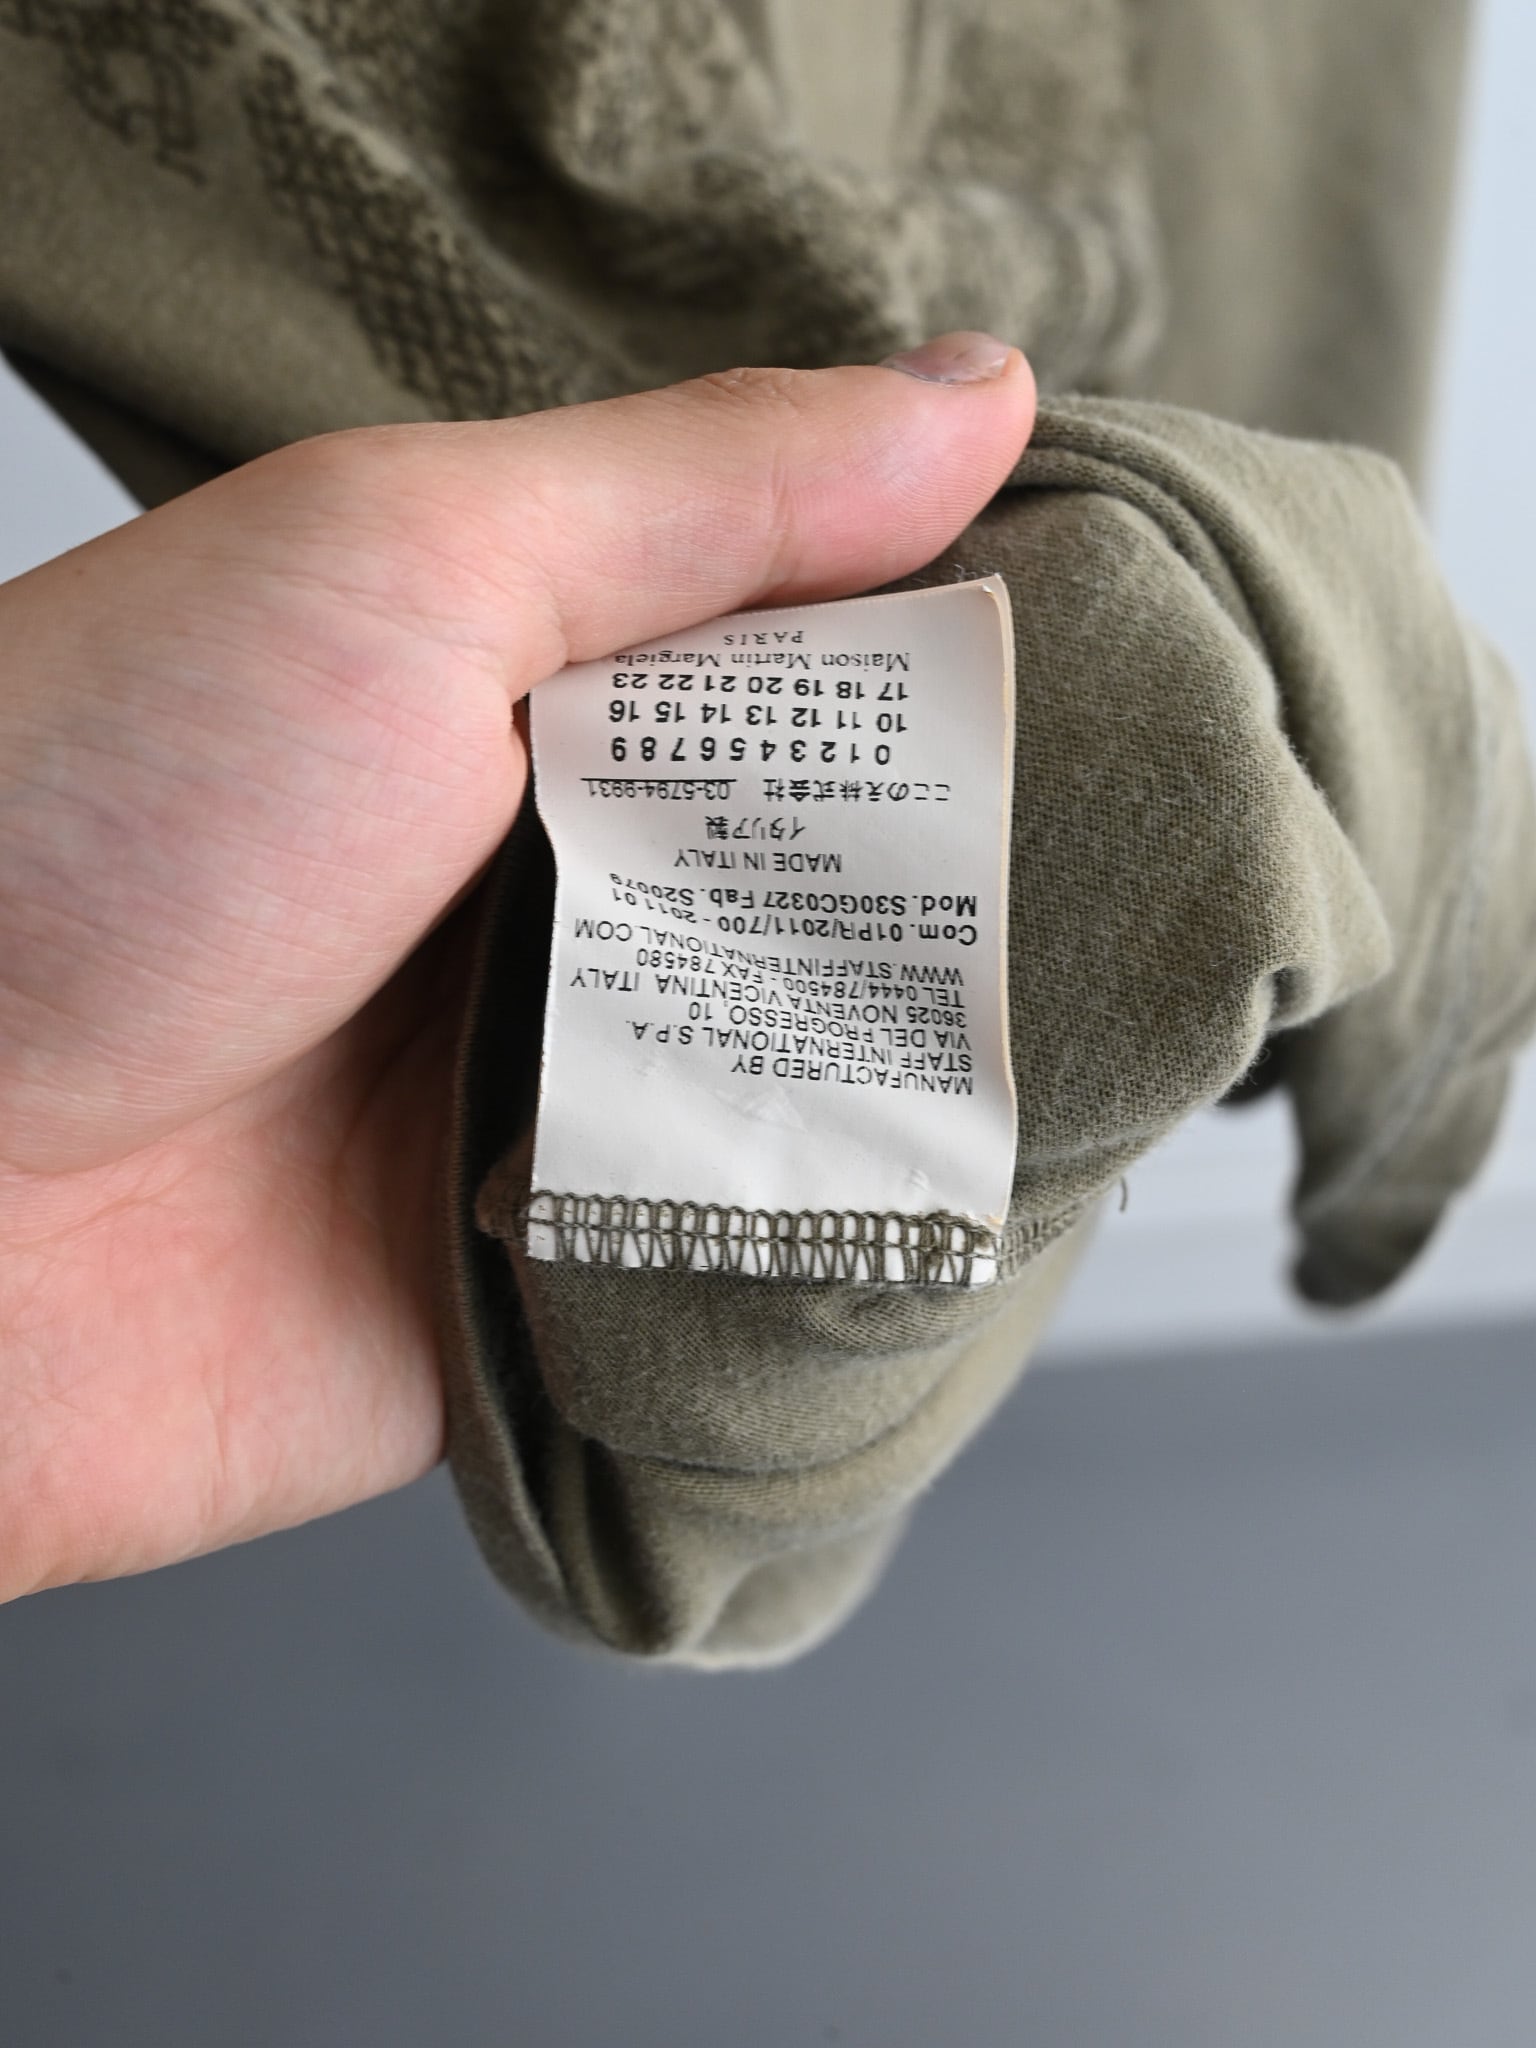 MANUFACTURED BY
STAFF INTERNATIONAL S.P.A.
VIA DEL PROGRESSO, 10
36025 NOVENTA VICENTINA ITALY
TEL 0444/784500 - FAX 784580
WWW.STAFFINTERNATIONAL.COM
Com. 01PR/2011/700 - 2011 01
Mod. S30GC0327 Fab. S20079
MADE IN ITALY
イタリア製
ここのえ株式会社 03-5794-9931
0 1 2 3 4 5 6 7 8 9
10 11 12 13 14 15 16
17 18 19 20 21 22 23
Maison Martin Margiela
PARIS